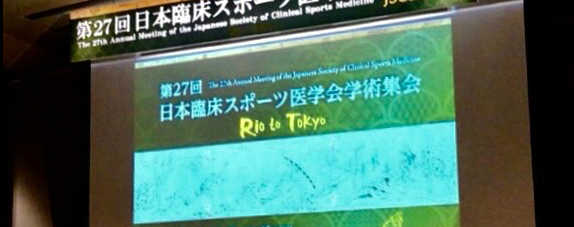 第27回日本臨床スポーツ医
The 27th Annual Meeting of the Japanese Society of Clinical Sports Medicine
第27回 The 27th Annual Meeting of the Japanese Society of Clinical Sports Medicine
日本臨床スポーツ医学会学術集会
Rio to Tokyo